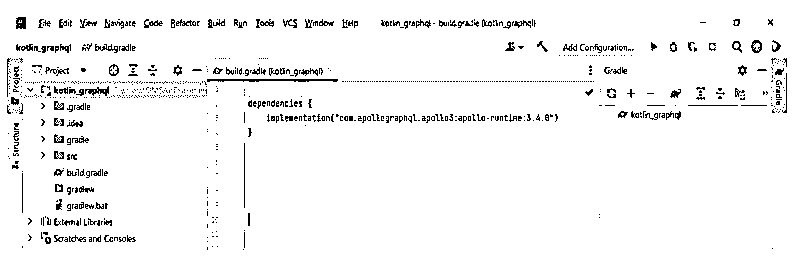 File Edit View Navigate Code Refactor Build Run Tools VCS Window Help kotlin_graphql - build.gradle (kotlin_graphql)
kotlin_graphql build.gradle Add Configuration...
Project
Project
build.gradle (kotlin_graphql)
Gradle
Gradle
kotlin_graphql
.gradle
.idea
gradle
src
build.gradle
gradlew
gradlew.bat
External Libraries
Scratches and Consoles
Structure
dependencies {
implementation("com.apollographql.apollo3:apollo-runtime:3.4.0")
}
kotlin_graphql